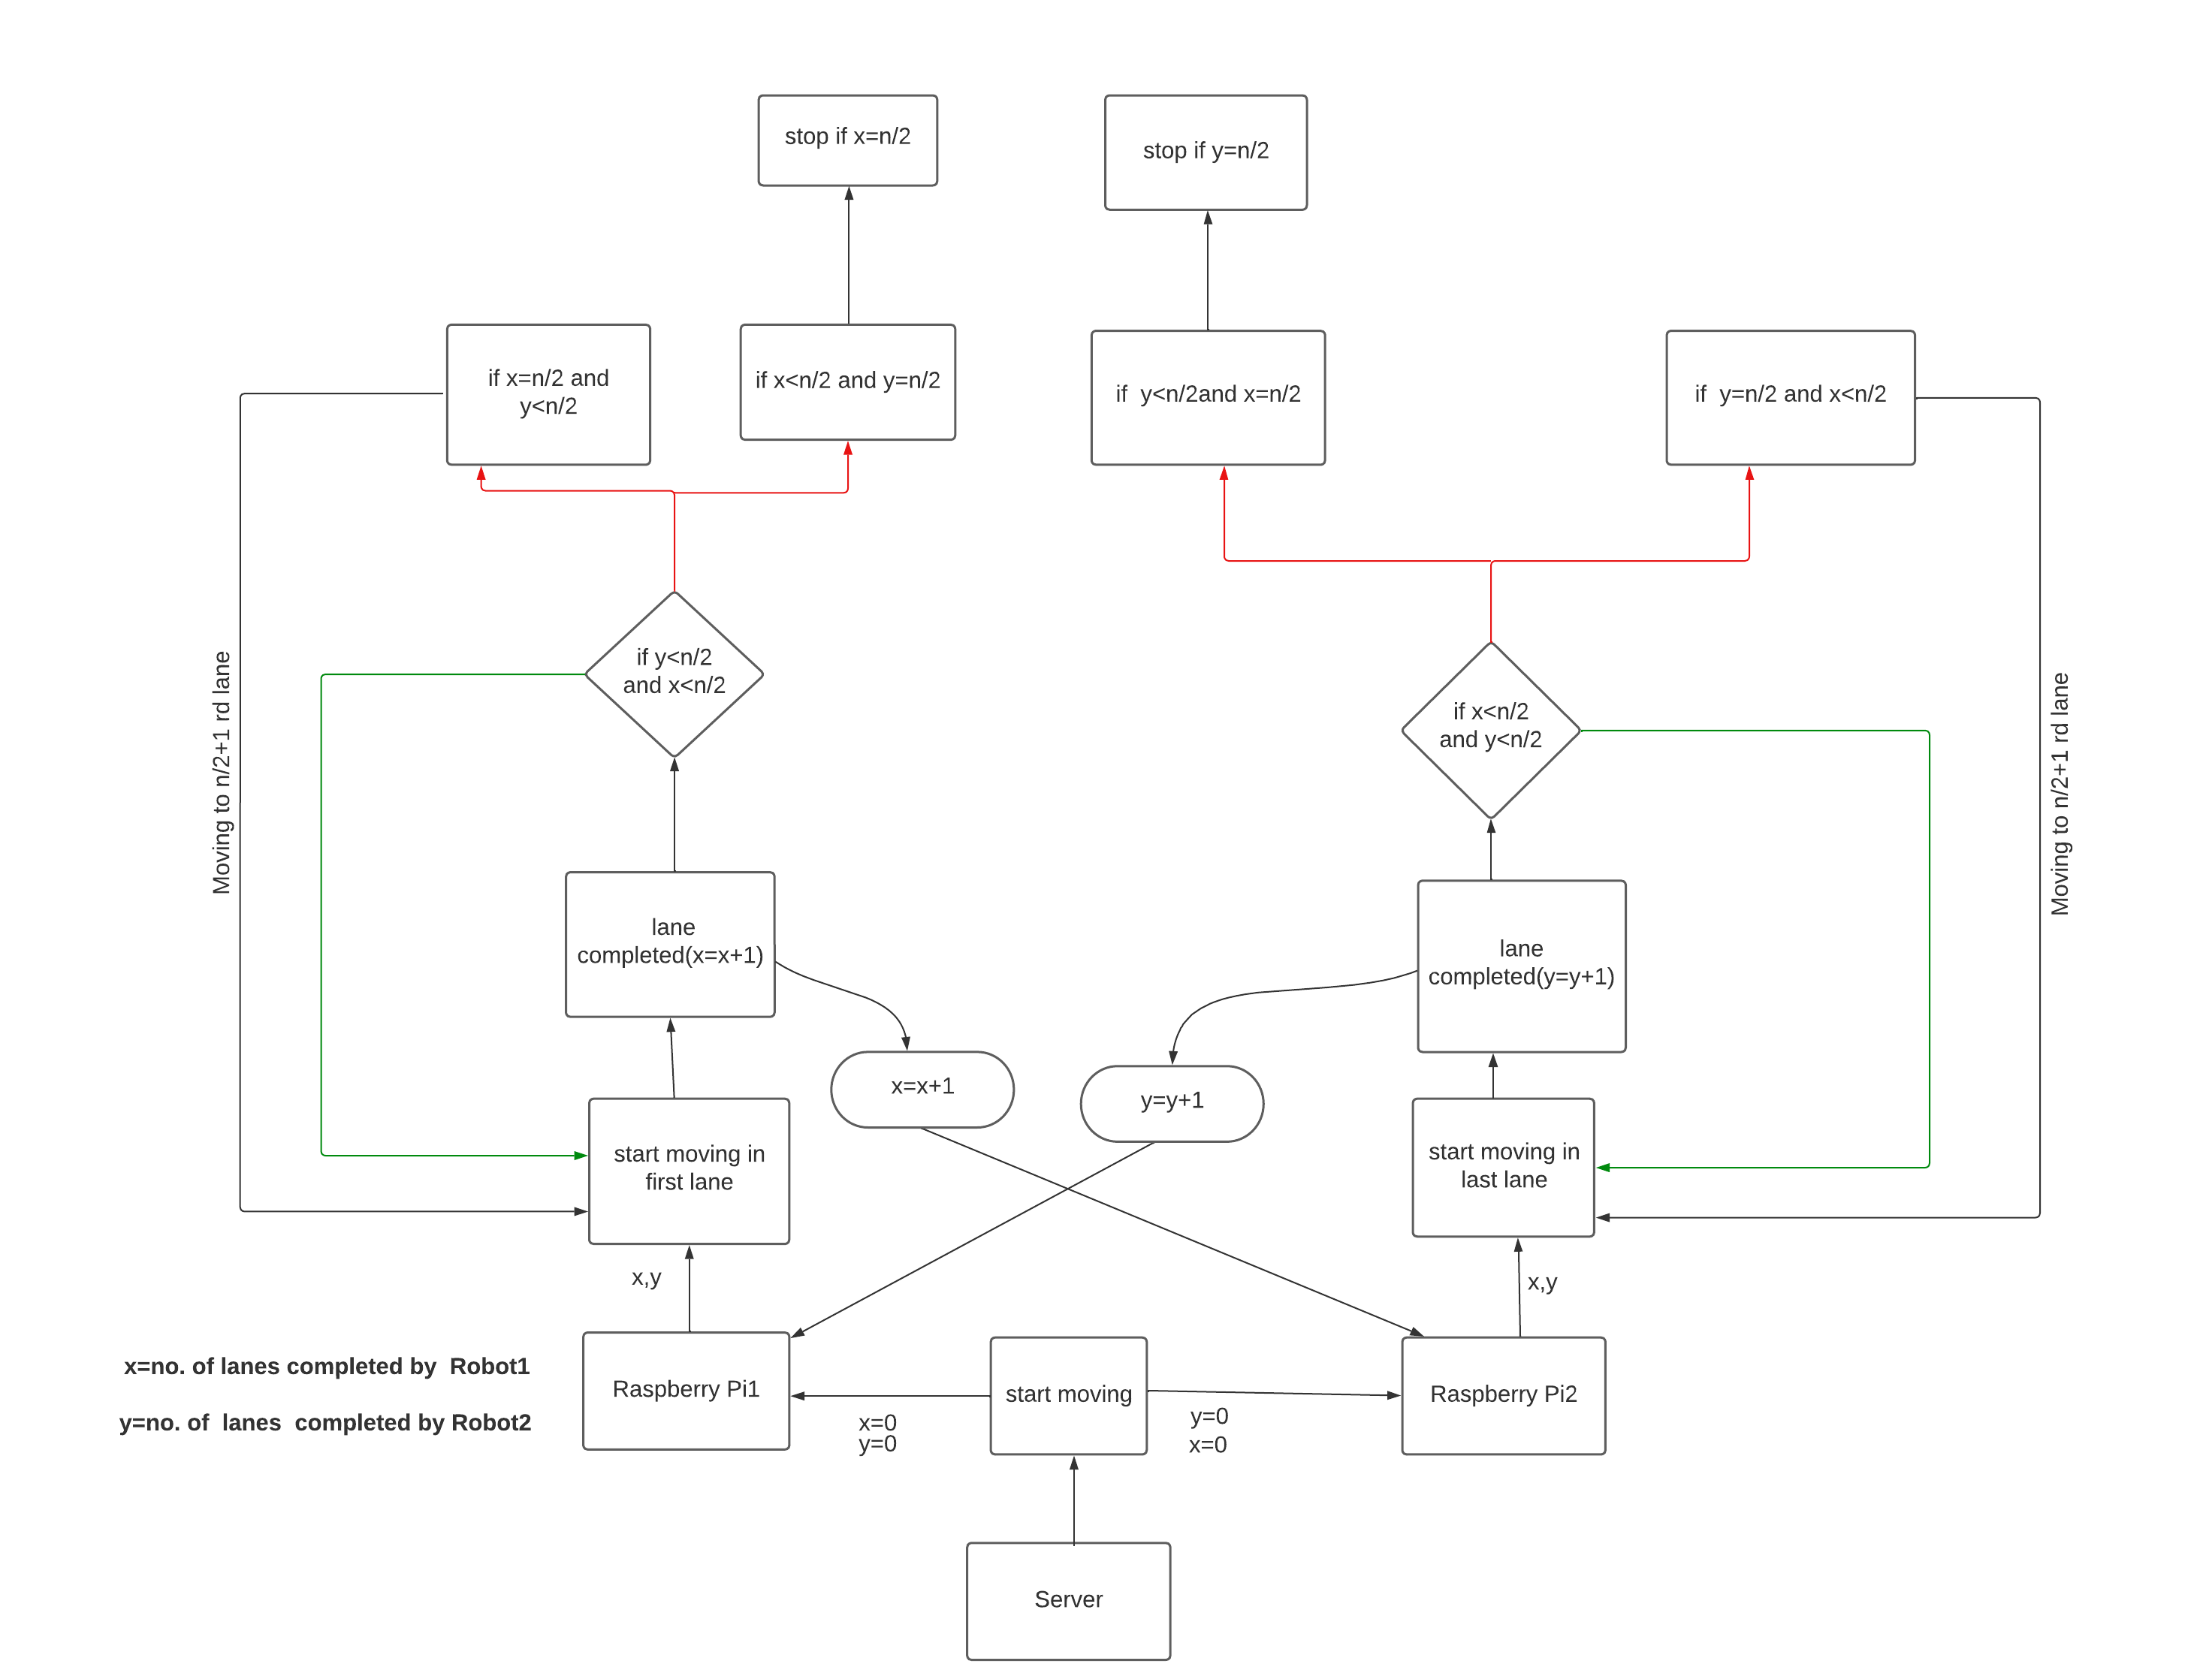 stop if x=n/2
stop if y=n/2
if x=n/2 and
y<n/2
if x<n/2 and y=n/2
if  y<n/2and x=n/2
if  y=n/2 and x<n/2
if y<n/2
and x<n/2
if x<n/2
and y<n/2
Moving to n/2+1 rd lane
Moving to n/2+1 rd lane
lane
completed(x=x+1)
lane
completed(y=y+1)
x=x+1
y=y+1
start moving in
first lane
start moving in
last lane
x,y
x,y
x=no. of lanes completed by  Robot1
y=no. of  lanes  completed by Robot2
Raspberry Pi1
start moving
Raspberry Pi2
x=0
y=0
y=0
x=0
Server